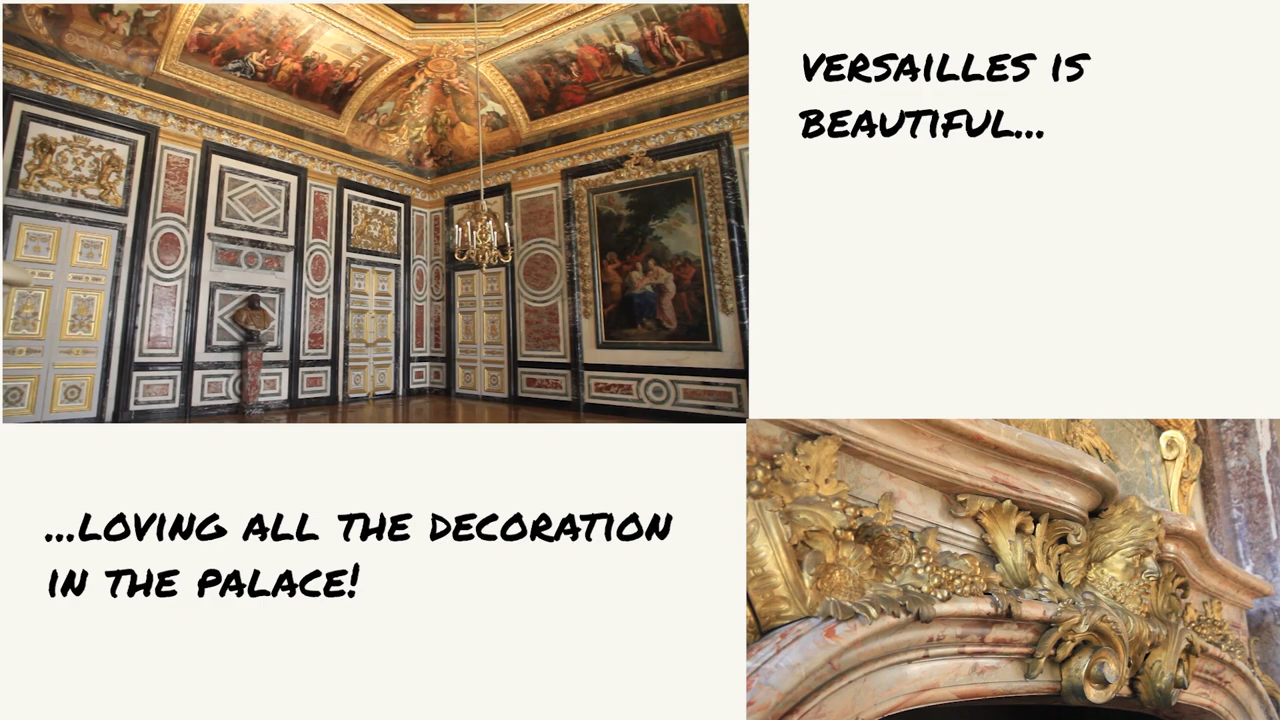 VERSAILLES IS
BEAUTIFUL...
...LOVING ALL THE DECORATION
IN THE PALACE!